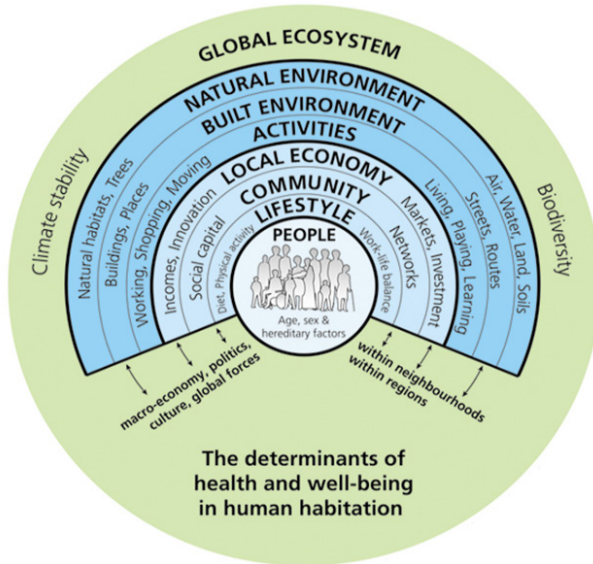 GLOBAL ECOSYSTEM
NATURAL ENVIRONMENT
BUILT ENVIRONMENT
ACTIVITIES
LOCAL ECONOMY
COMMUNITY
LIFESTYLE
PEOPLE
Climate stability
Natural habitats, Trees
Buildings, Places
Working, Shopping, Moving
Incomes, Innovation
Social capital
Diet, Physical activity
Work-life balance
Networks
Markets, Investment
Living, Playing, Learning
Streets, Routes
Air, Water, Land, Soils
Biodiversity
Age, sex &
hereditary factors
macro-economy, politics,
culture, global forces
within neighbourhoods
within regions
The determinants of
health and well-being
in human habitation